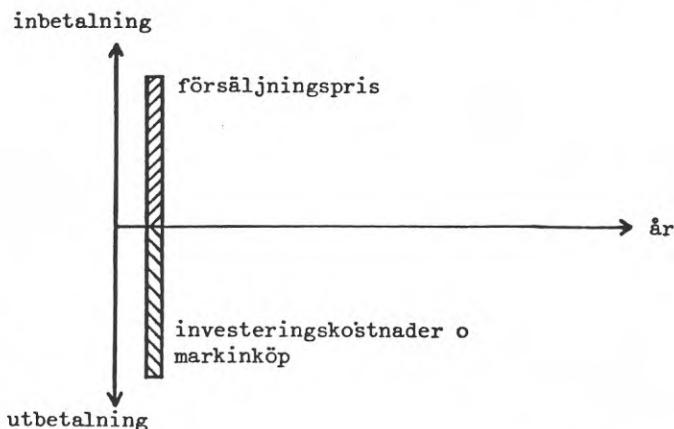 inbetalning
försäljningspris
år
investeringskostnader o
markinköp
utbetalning